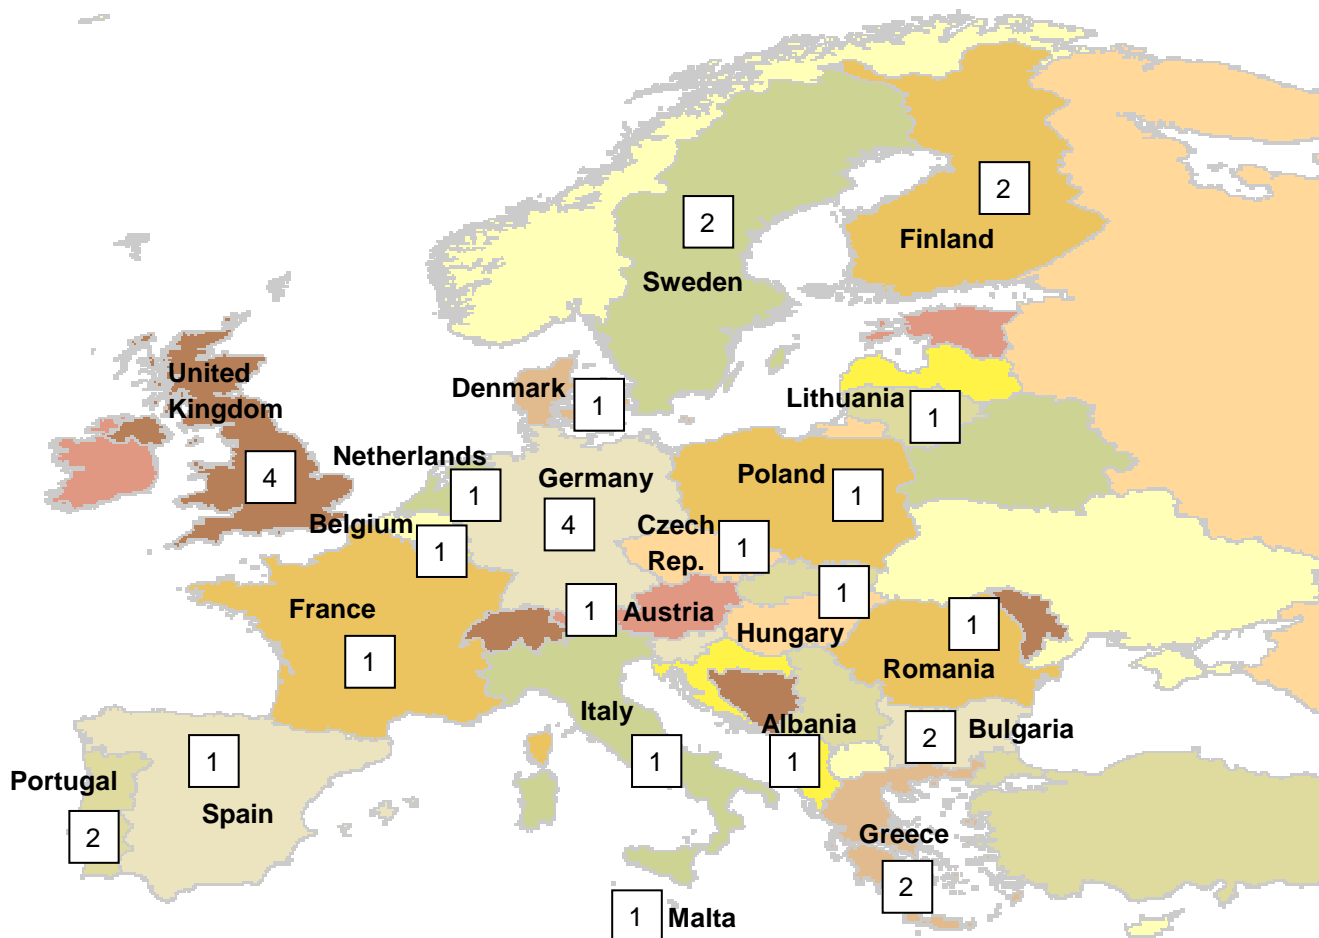 2
Finland
2
Sweden
United
Kingdom
4
Denmark
1
Lithuania
1
Netherlands
1
Germany
4
Poland
1
Belgium
1
Czech
Rep.
1
France
1
1
Austria
1
Hungary
1
Romania
Italy
1
Albania
1
2
Bulgaria
Portugal
2
1
Spain
Greece
2
1
Malta